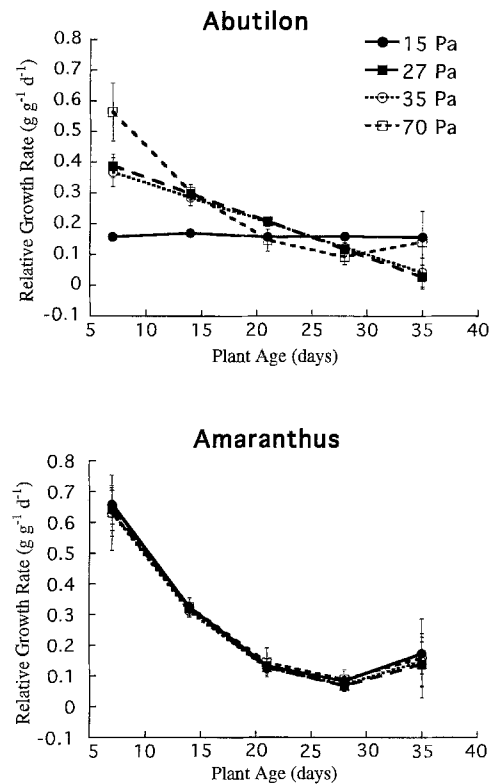 Abutilon
15 Pa
27 Pa
35 Pa
70 Pa
Relative Growth Rate (g g⁻¹ d⁻¹)
0.8
0.7
0.6
0.5
0.4
0.3
0.2
0.1
0
-0.1
5 10 15 20 25 30 35 40
Plant Age (days)
Amaranthus
Relative Growth Rate (g g⁻¹ d⁻¹)
0.8
0.7
0.6
0.5
0.4
0.3
0.2
0.1
0
-0.1
5 10 15 20 25 30 35 40
Plant Age (days)